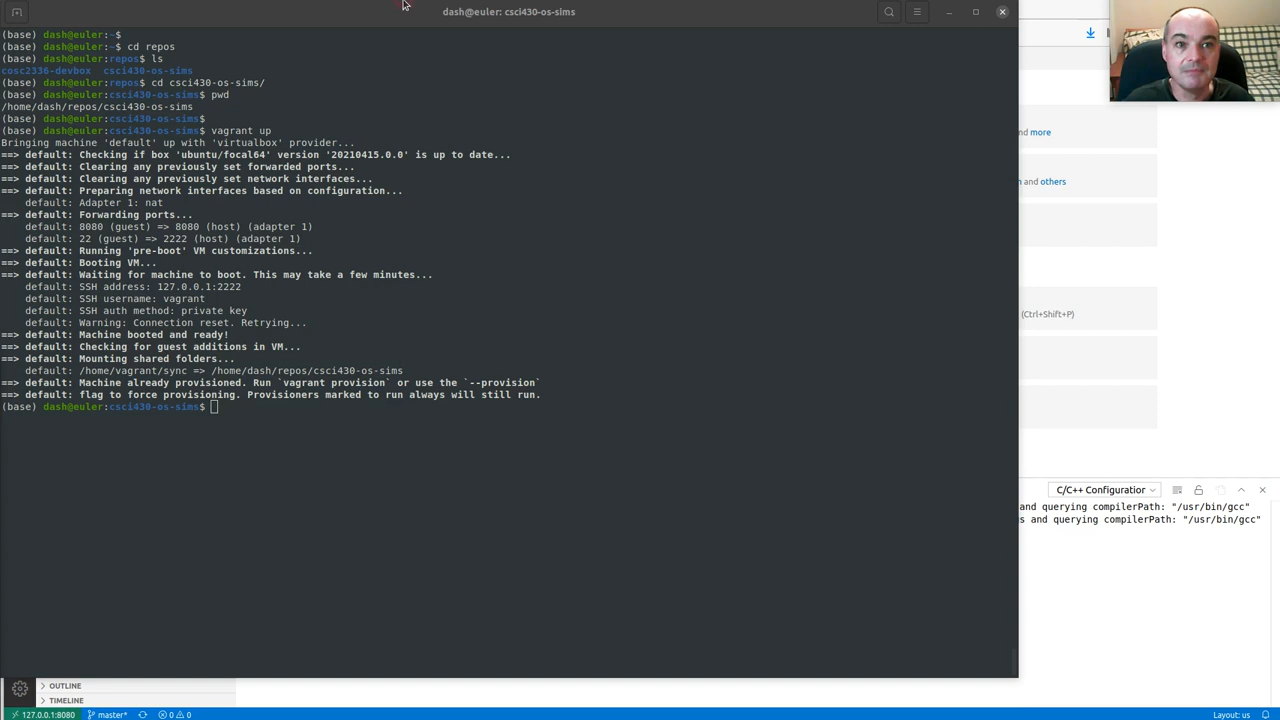 dash@euler: csci430-os-sims
(base) dash@euler:~$
(base) dash@euler:~$ cd repos
(base) dash@euler:repos$ ls
cosc2336-devbox  csci430-os-sims
(base) dash@euler:repos$ cd csci430-os-sims/
(base) dash@euler:csci430-os-sims$ pwd
/home/dash/repos/csci430-os-sims
(base) dash@euler:csci430-os-sims$
(base) dash@euler:csci430-os-sims$ vagrant up
Bringing machine 'default' up with 'virtualbox' provider...
==> default: Checking if box 'ubuntu/focal64' version '20210415.0.0' is up to date...
==> default: Clearing any previously set forwarded ports...
==> default: Clearing any previously set network interfaces...
==> default: Preparing network interfaces based on configuration...
    default: Adapter 1: nat
==> default: Forwarding ports...
    default: 8080 (guest) => 8080 (host) (adapter 1)
    default: 22 (guest) => 2222 (host) (adapter 1)
==> default: Running 'pre-boot' VM customizations...
==> default: Booting VM...
==> default: Waiting for machine to boot. This may take a few minutes...
    default: SSH address: 127.0.0.1:2222
    default: SSH username: vagrant
    default: SSH auth method: private key
    default: Warning: Connection reset. Retrying...
==> default: Machine booted and ready!
==> default: Checking for guest additions in VM...
==> default: Mounting shared folders...
    default: /home/vagrant/sync => /home/dash/repos/csci430-os-sims
==> default: Machine already provisioned. Run `vagrant provision` or use the `--provision`
==> default: flag to force provisioning. Provisioners marked to run always will still run.
(base) dash@euler:csci430-os-sims$
nd more
and others
(Ctrl+Shift+P)
C/C++ Configuration
and querying compilerPath: "/usr/bin/gcc"
s and querying compilerPath: "/usr/bin/gcc"
OUTLINE
TIMELINE
127.0.0.1:8080 master* 0 0 Layout: us